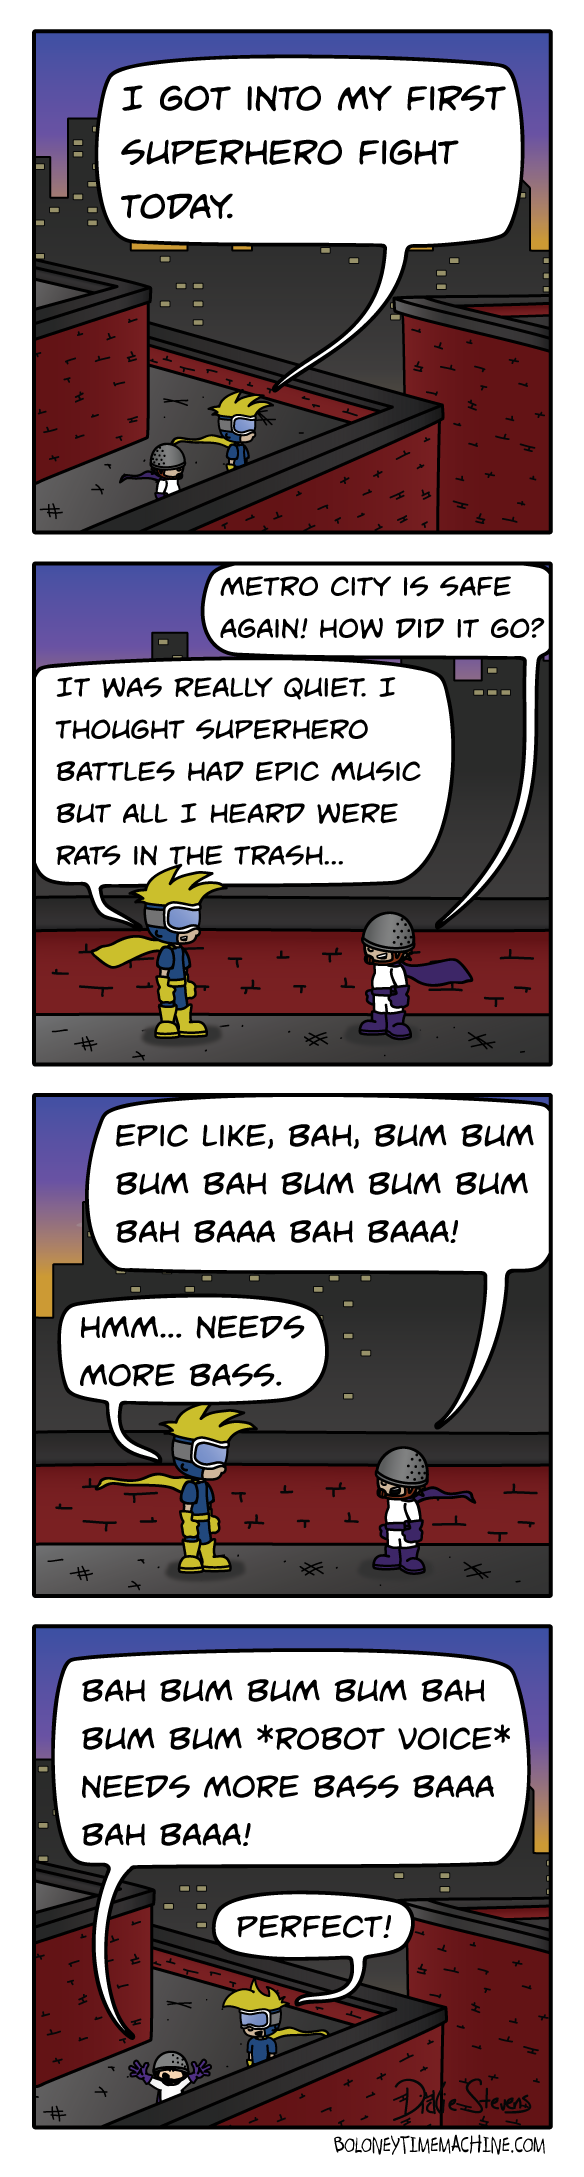 I GOT INTO MY FIRST
SUPERHERO FIGHT
TODAY.
METRO CITY IS SAFE
AGAIN! HOW DID IT GO?
IT WAS REALLY QUIET. I
THOUGHT SUPERHERO
BATTLES HAD EPIC MUSIC
BUT ALL I HEARD WERE
RATS IN THE TRASH...
EPIC LIKE, BAH, BUM BUM
BUM BAH BUM BUM BUM
BAH BAAA BAH BAAA!
HMM... NEEDS
MORE BASS.
BAH BUM BUM BUM BAH
BUM BUM *ROBOT VOICE*
NEEDS MORE BASS BAAA
BAH BAAA!
PERFECT!
Stevens
BOLONEYTIMEMACHINE.COM